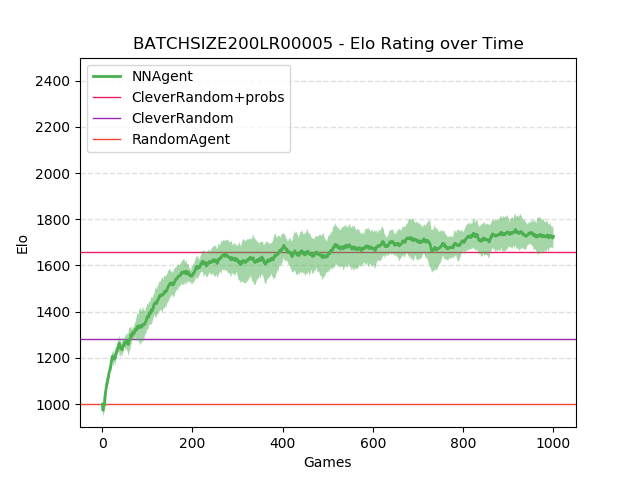 BATCHSIZE200LR00005 - Elo Rating over Time
NNAgent
CleverRandom+probs
CleverRandom
RandomAgent
2400
2200
2000
1800
1600
1400
1200
1000
Elo
0 200 400 600 800 1000
Games